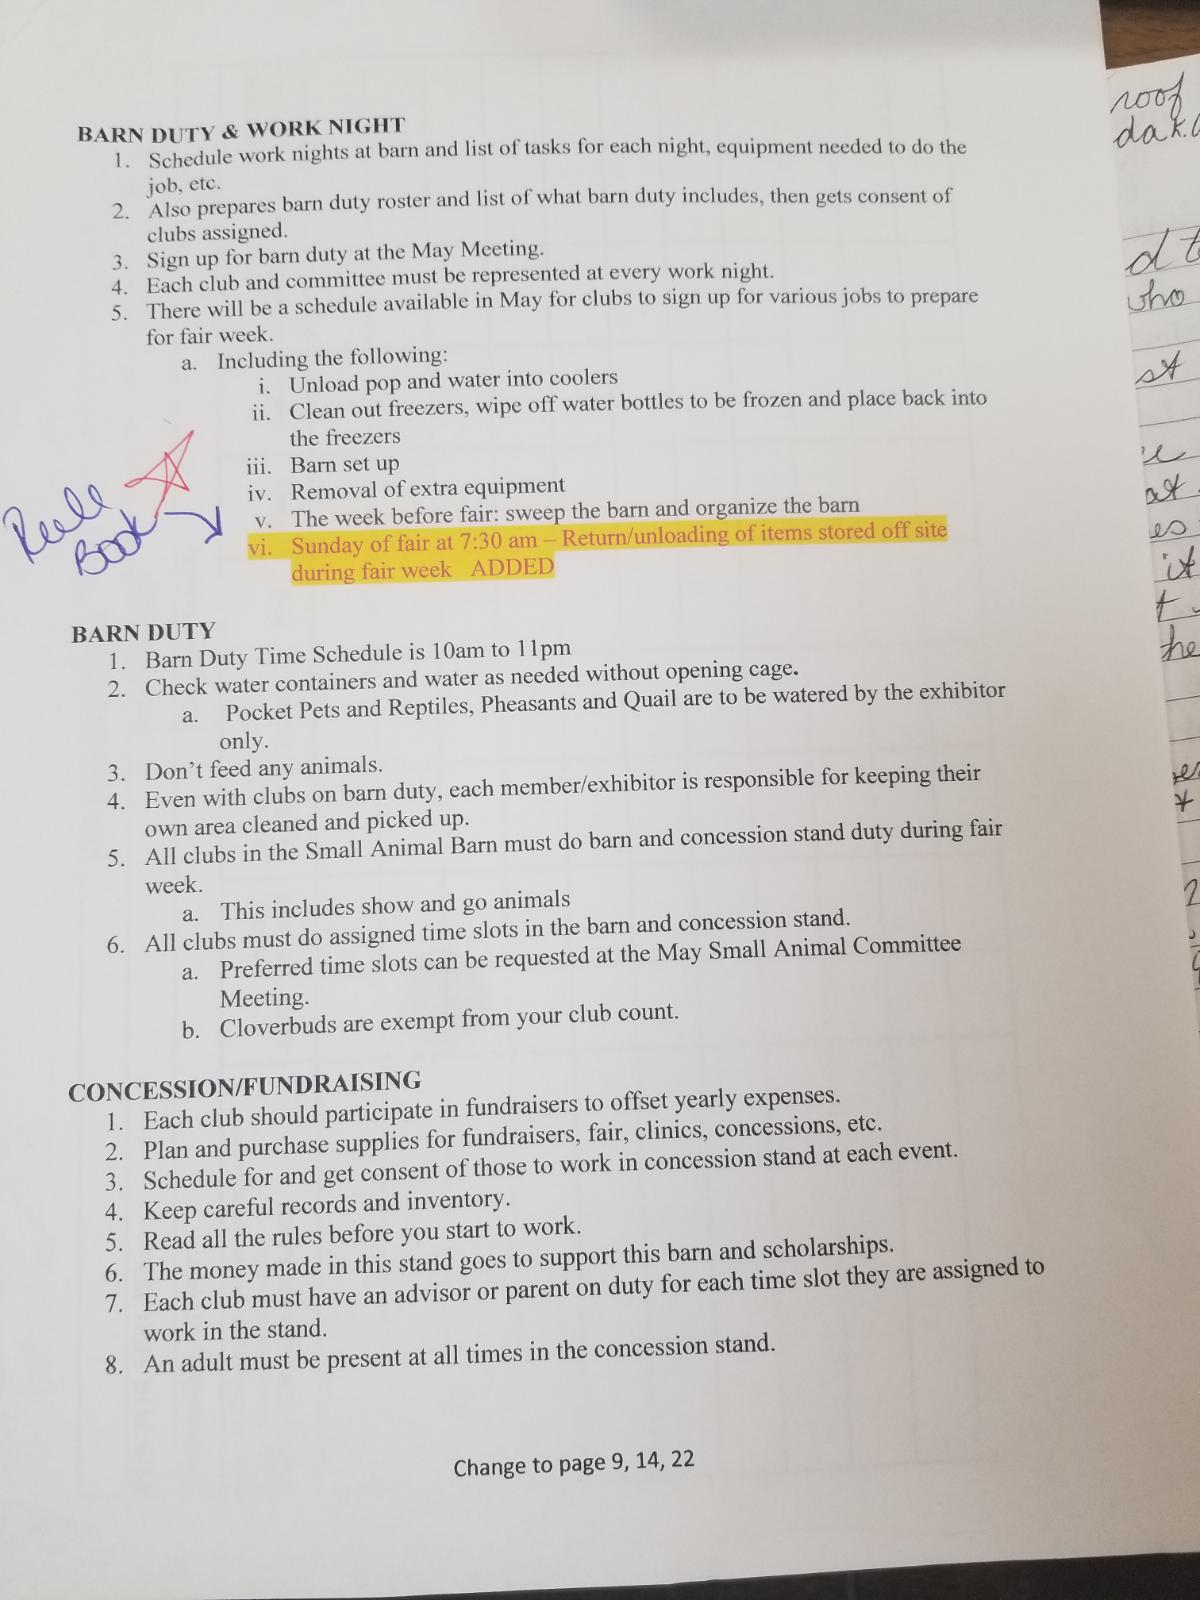 BARN DUTY & WORK NIGHT
1. Schedule work nights at barn and list of tasks for each night, equipment needed to do the
job, etc.
2. Also prepares barn duty roster and list of what barn duty includes, then gets consent of
clubs assigned.
3. Sign up for barn duty at the May Meeting.
4. Each club and committee must be represented at every work night.
5. There will be a schedule available in May for clubs to sign up for various jobs to prepare
for fair week.
a. Including the following:
i. Unload pop and water into coolers
ii. Clean out freezers, wipe off water bottles to be frozen and place back into
the freezers
iii. Barn set up
iv. Removal of extra equipment
v. The week before fair: sweep the barn and organize the barn
Book
vi. Sunday of fair at 7:30 am – Return/unloading of items stored off site
during fair week ADDED
BARN DUTY
1. Barn Duty Time Schedule is 10am to 11pm
2. Check water containers and water as needed without opening cage.
a. Pocket Pets and Reptiles, Pheasants and Quail are to be watered by the exhibitor
only.
3. Don't feed any animals.
4. Even with clubs on barn duty, each member/exhibitor is responsible for keeping their
own area cleaned and picked up.
5. All clubs in the Small Animal Barn must do barn and concession stand duty during fair
week.
a. This includes show and go animals
6. All clubs must do assigned time slots in the barn and concession stand.
a. Preferred time slots can be requested at the May Small Animal Committee
Meeting.
b. Cloverbuds are exempt from your club count.
CONCESSION/FUNDRAISING
1. Each club should participate in fundraisers to offset yearly expenses.
2. Plan and purchase supplies for fundraisers, fair, clinics, concessions, etc.
3. Schedule for and get consent of those to work in concession stand at each event.
4. Keep careful records and inventory.
5. Read all the rules before you start to work.
6. The money made in this stand goes to support this barn and scholarships.
7. Each club must have an advisor or parent on duty for each time slot they are assigned to
work in the stand.
8. An adult must be present at all times in the concession stand.
Change to page 9, 14, 22
roof
who
st
at
es
it
he